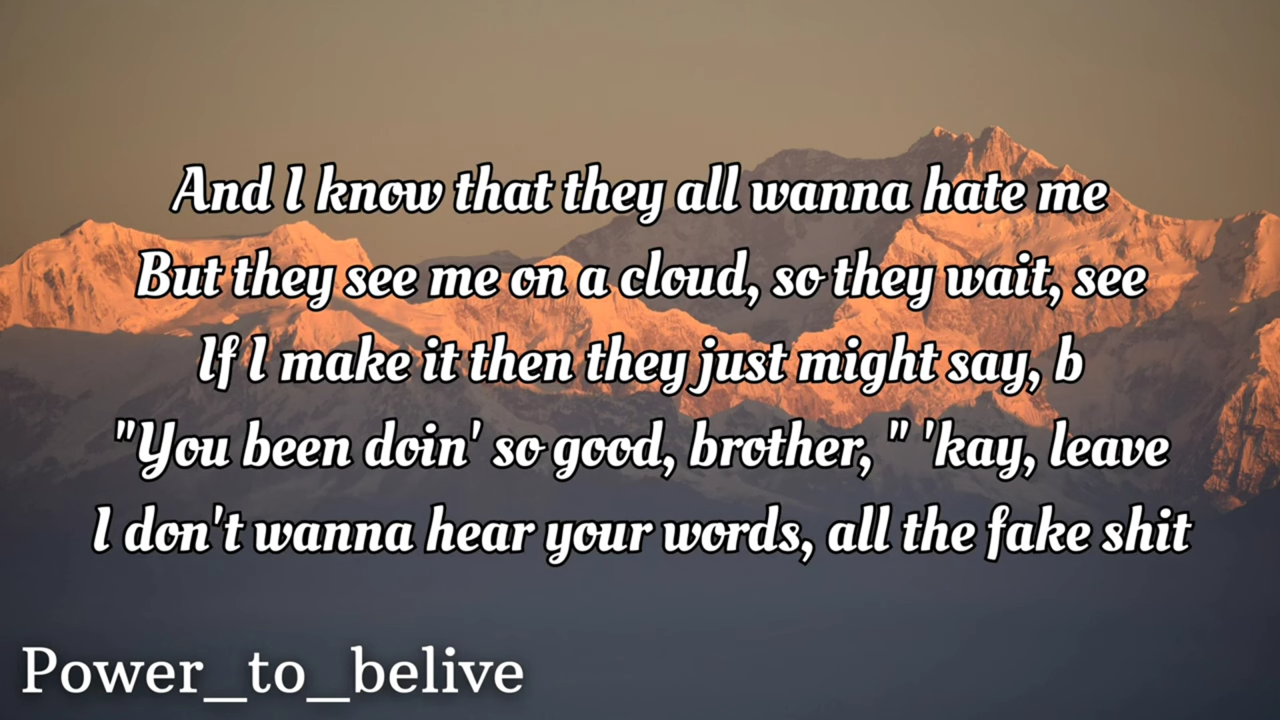 And I know that they all wanna hate me
But they see me on a cloud, so they wait, see
If I make it then they just might say, b
"You been doin' so good, brother, " 'kay, leave
I don't wanna hear your words, all the fake shit
Power_to_belive